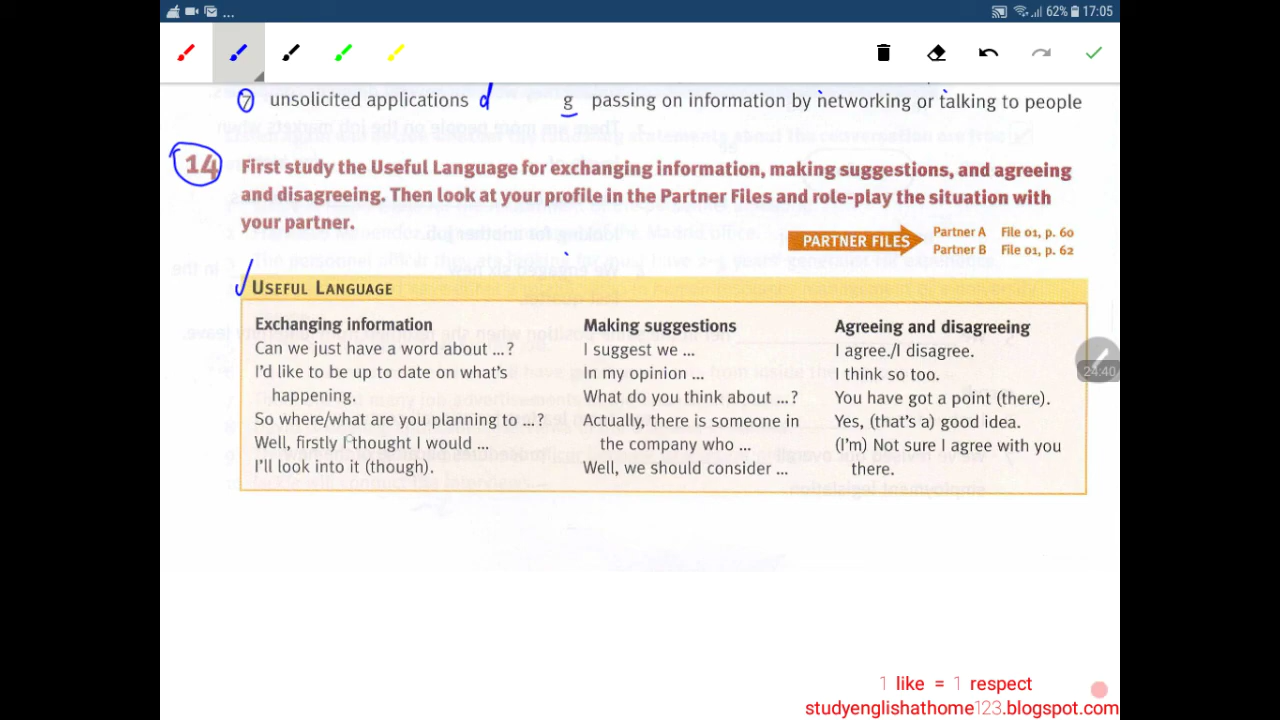 ... 62% 17:05
7 unsolicited applications d g passing on information by networking or talking to people
14 First study the Useful Language for exchanging information, making suggestions, and agreeing
and disagreeing. Then look at your profile in the Partner Files and role-play the situation with
your partner.
PARTNER FILES
Partner A File 01, p. 60
Partner B File 01, p. 62
USEFUL LANGUAGE
Exchanging information
Can we just have a word about ...?
I'd like to be up to date on what's
happening.
So where/what are you planning to ...?
Well, firstly I thought I would ...
I'll look into it (though).
Making suggestions
I suggest we ...
In my opinion ...
What do you think about ...?
Actually, there is someone in
the company who ...
Well, we should consider ...
Agreeing and disagreeing
I agree./I disagree.
I think so too.
You have got a point (there).
Yes, (that's a) good idea.
(I'm) Not sure I agree with you
there.
24:40
1 like = 1 respect
studyenglishathome123.blogspot.com